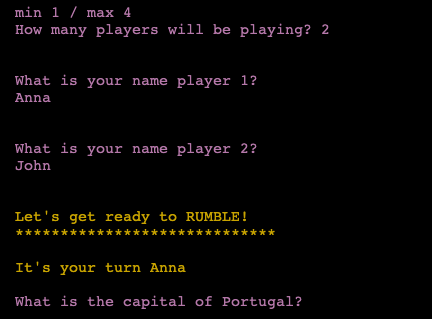 min 1 / max 4
How many players will be playing? 2
What is your name player 1?
Anna
What is your name player 2?
John
Let's get ready to RUMBLE!
*****************************
It's your turn Anna
What is the capital of Portugal?